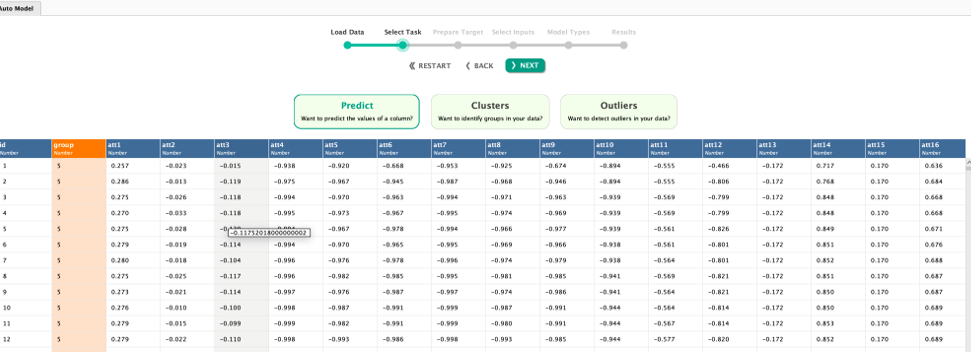 Auto Model
Load Data Select Task Prepare Target Select Inputs Model Types Results
RESTART BACK NEXT
Predict Clusters Outliers
Want to predict the values of a column? Want to identify groups in your data? Want to detect outliers in your data?
id group att1 att2 att3 att4 att5 att6 att7 att8 att9 att10 att11 att12 att13 att14 att15 att16
Number Number Number Number Number Number Number Number Number Number Number Number Number Number Number Number Number Number
1 5 0.257 -0.023 -0.015 -0.938 -0.920 -0.668 -0.953 -0.925 -0.674 -0.894 -0.555 -0.466 -0.172 0.717 0.170 0.636
2 5 0.286 -0.013 -0.119 -0.975 -0.967 -0.945 -0.987 -0.968 -0.946 -0.894 -0.555 -0.806 -0.172 0.768 0.170 0.684
3 5 0.275 -0.026 -0.118 -0.994 -0.970 -0.963 -0.994 -0.971 -0.963 -0.939 -0.569 -0.799 -0.172 0.848 0.170 0.668
4 5 0.270 -0.033 -0.118 -0.995 -0.973 -0.967 -0.995 -0.974 -0.969 -0.939 -0.569 -0.799 -0.172 0.848 0.170 0.668
5 5 0.275 -0.028 -0.967 -0.978 -0.994 -0.966 -0.977 -0.939 -0.561 -0.826 -0.172 0.849 0.170 0.671
-0.11752018000000002
6 5 0.279 -0.019 -0.114 -0.994 -0.970 -0.965 -0.995 -0.969 -0.966 -0.938 -0.561 -0.801 -0.172 0.851 0.170 0.676
7 5 0.280 -0.018 -0.104 -0.996 -0.976 -0.978 -0.996 -0.974 -0.979 -0.938 -0.564 -0.801 -0.172 0.851 0.170 0.688
8 5 0.275 -0.025 -0.117 -0.996 -0.982 -0.985 -0.995 -0.981 -0.985 -0.941 -0.569 -0.821 -0.172 0.851 0.170 0.687
9 5 0.273 -0.021 -0.114 -0.997 -0.976 -0.987 -0.997 -0.974 -0.986 -0.941 -0.564 -0.821 -0.172 0.850 0.170 0.687
10 5 0.276 -0.010 -0.100 -0.998 -0.987 -0.991 -0.999 -0.987 -0.991 -0.944 -0.564 -0.814 -0.172 0.850 0.170 0.689
11 5 0.279 -0.015 -0.099 -0.999 -0.982 -0.991 -0.999 -0.980 -0.991 -0.944 -0.567 -0.814 -0.172 0.853 0.170 0.689
12 5 0.279 -0.022 -0.110 -0.998 -0.993 -0.986 -0.998 -0.993 -0.985 -0.944 -0.577 -0.820 -0.172 0.852 0.170 0.689